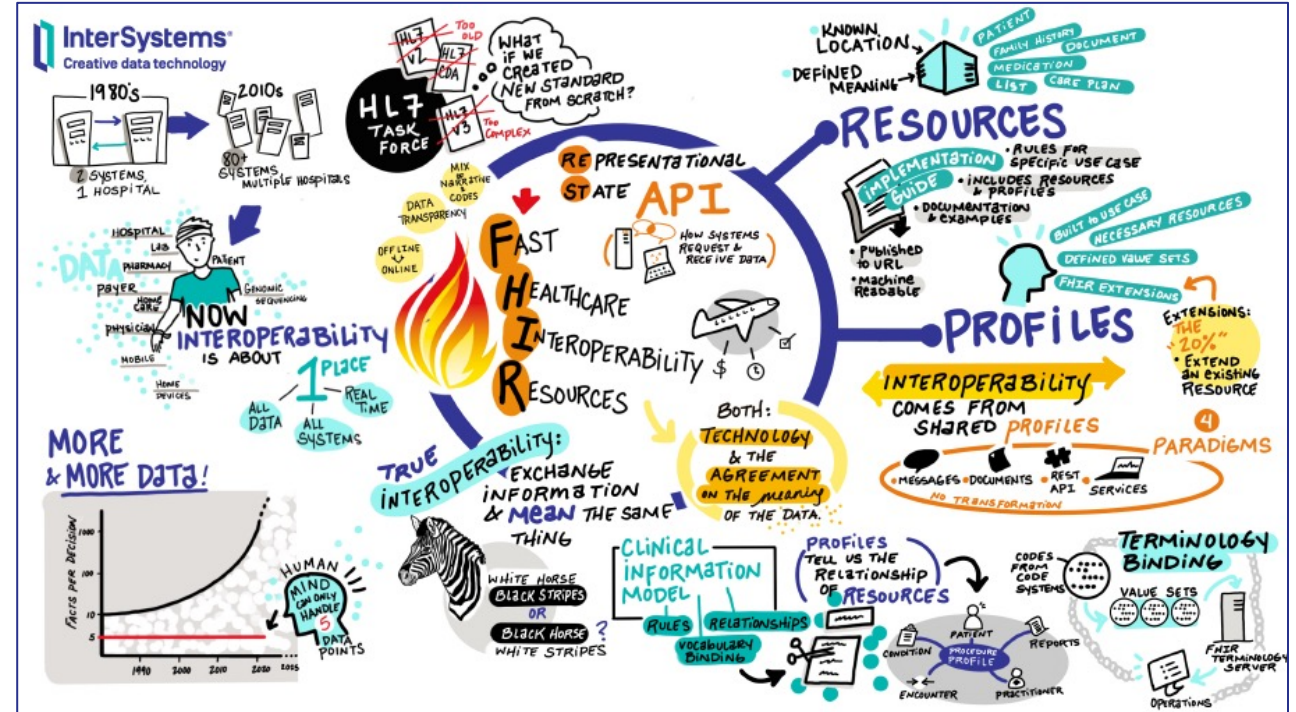 InterSystems®
Creative data technology
1980's
2 SYSTEMS,
1 HOSPITAL
2010s
80+
SYSTEMS
MULTIPLE HOSPITALS
DATA
HOSPITAL
LAB
PHARMACY
PAYER
HOME
CARE
PHYSICIAN
MOBILE
HOME
DEVICES
PATIENT
GENOMIC
SEQUENCING
NOW
INTEROPERABILITY
IS ABOUT
1 PLACE
ALL
DATA
ALL
SYSTEMS
REAL
TIME
MORE
& MORE DATA!
FACTS PER DECISION
1000
100
10
5
1990
2000
2010
2020
HUMAN
MIND
CAN ONLY
HANDLE
5
DATA
POINTS
HL7
TASK
FORCE
HL7
V2
TOO
OLD
HL7
CDA
HL7
V3
TOO
COMPLEX
WHAT
IF WE
CREATED
NEW STANDARD
FROM SCRATCH?
MIX
OF
NARRATIVE
&
CODES
DATA
TRANSPARENCY
OFFLINE
ONLINE
REPRESENTATIONAL
STATE
API
HOW SYSTEMS
REQUEST &
RECEIVE DATA
FAST
HEALTHCARE
INTEROPERABILITY
RESOURCES
$
TRUE
INTEROPERABILITY:
EXCHANGE
INFORMATION
& MEAN THE SAME
THING
WHITE HORSE
BLACK STRIPES
OR
BLACK HORSE
WHITE STRIPES
?
BOTH:
TECHNOLOGY
& THE
AGREEMENT
ON THE meaning
OF THE DATA.
KNOWN
LOCATION
DEFINED
MEANING
PATIENT
FAMILY HISTORY
DOCUMENT
MEDICATION
LIST
CARE PLAN
RESOURCES
IMPLEMENTATION
GUIDE
• RULES FOR
SPECIFIC USE CASE
• INCLUDES RESOURCES
& PROFILES
• DOCUMENTATION
& EXAMPLES
• PUBLISHED
TO URL
• MACHINE
READABLE
BUILT TO USE CASE
NECESSARY RESOURCES
DEFINED VALUE SETS
FHIR EXTENSIONS
PROFILES
EXTENSIONS:
THE
"20%"
• EXTEND
AN EXISTING
RESOURCE
INTEROPERABILITY
COMES FROM
SHARED PROFILES
4
PARADIGMS
• MESSAGES
• DOCUMENTS
• REST
API
• SERVICES
NO TRANSFORMATION
CLINICAL
INFORMATION
MODEL
RULES
RELATIONSHIPS
VOCABULARY
BINDING
PROFILES
TELL US THE
RELATIONSHIP
OF RESOURCES
PATIENT
CONDITION
REPORTS
PROCEDURE
PROFILE
ENCOUNTER
PRACTITIONER
TERMINOLOGY
BINDING
CODES
FROM
CODE
SYSTEMS
VALUE SETS
FHIR
TERMINOLOGY
SERVER
OPERATIONS